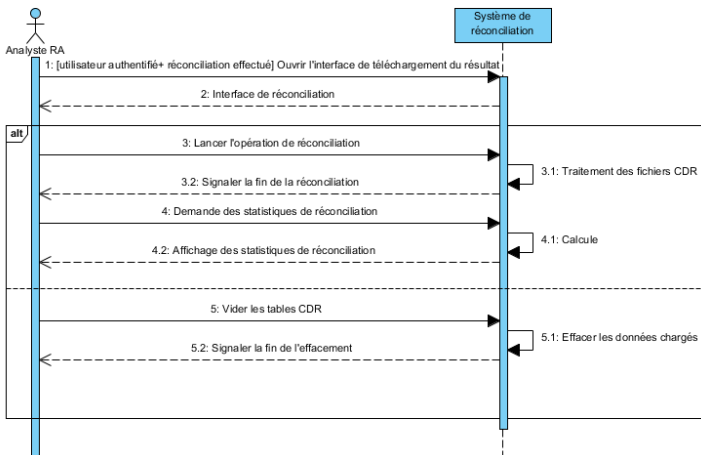 Système de
réconciliation
Analyste RA
1: [utilisateur authentifié+ réconciliation effectué] Ouvrir l'interface de téléchargement du résultat
2: Interface de réconciliation
alt
3: Lancer l'opération de réconciliation
3.1: Traitement des fichiers CDR
3.2: Signaler la fin de la réconciliation
4: Demande des statistiques de réconciliation
4.1: Calcule
4.2: Affichage des statistiques de réconciliation
5: Vider les tables CDR
5.1: Effacer les données chargés
5.2: Signaler la fin de l'effacement